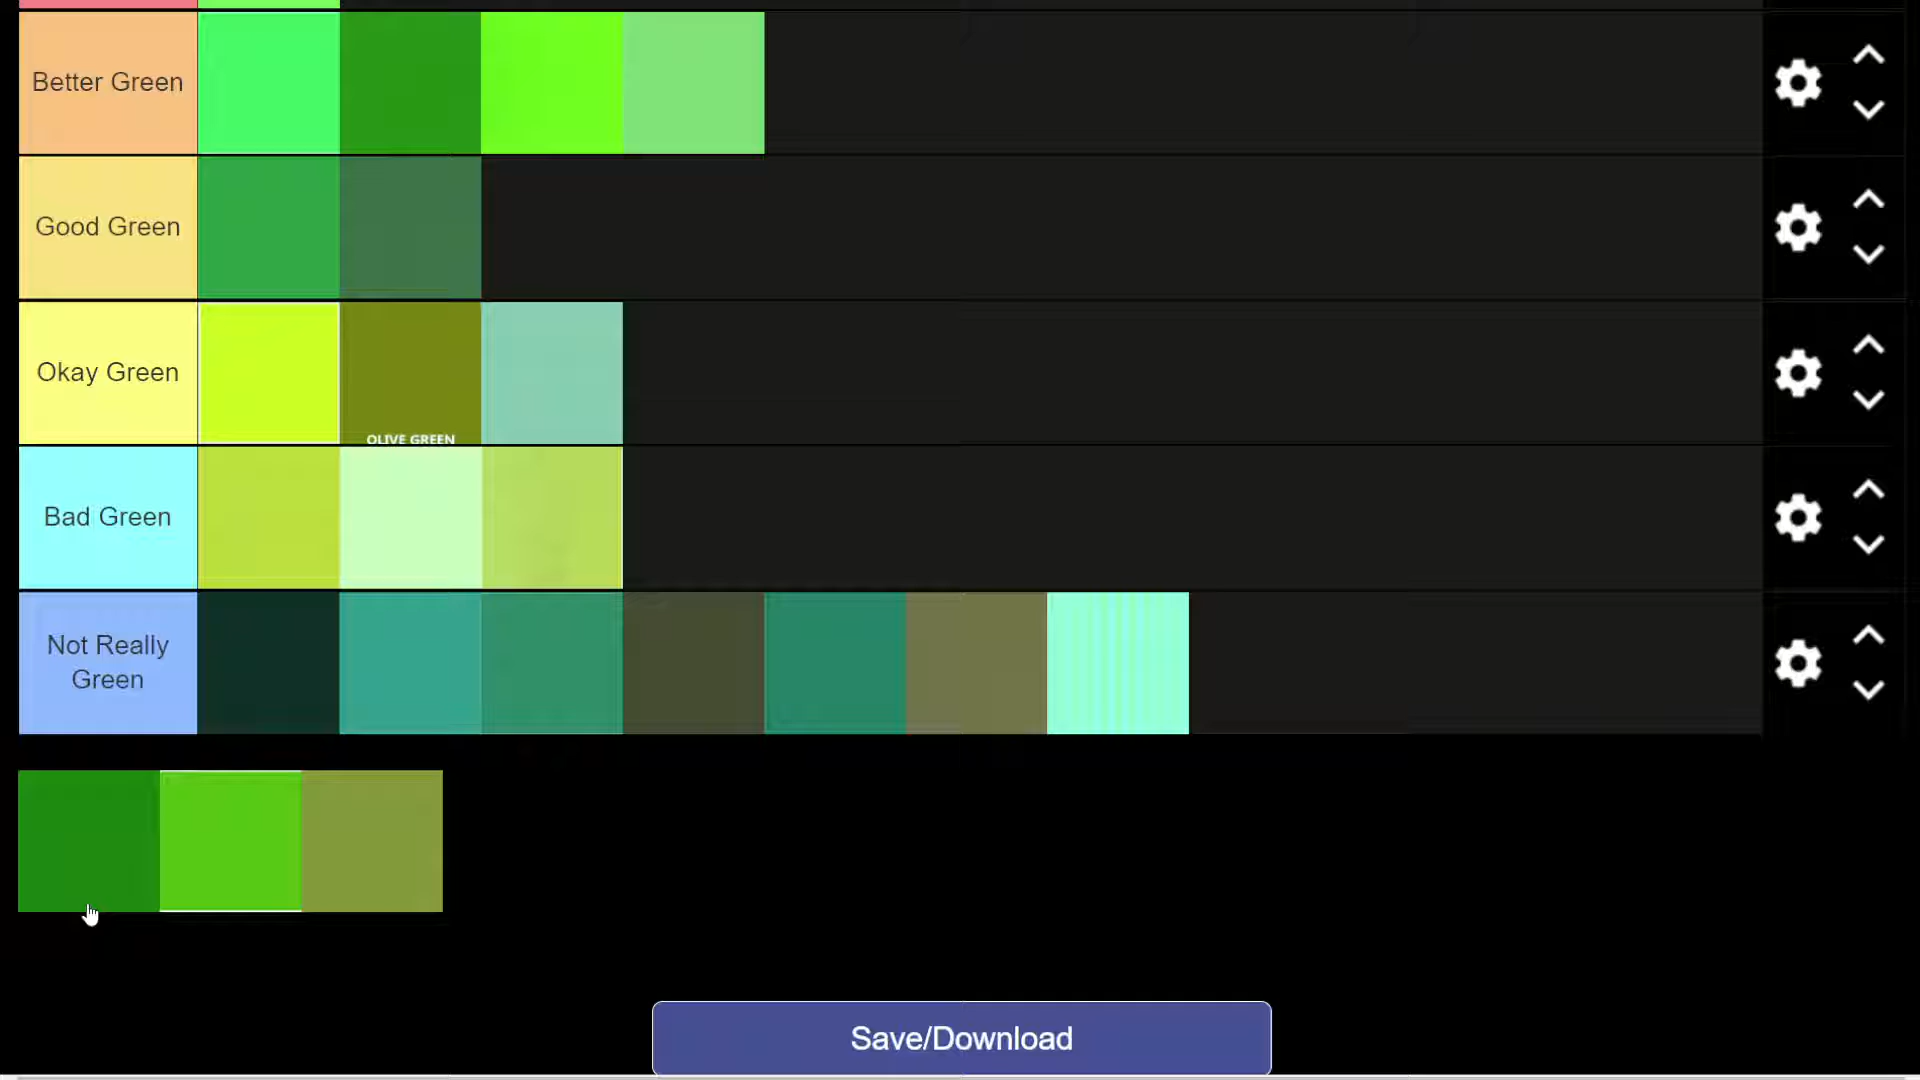 Better Green
Good Green
Okay Green
OLIVE GREEN
Bad Green
Not Really
Green
Save/Download